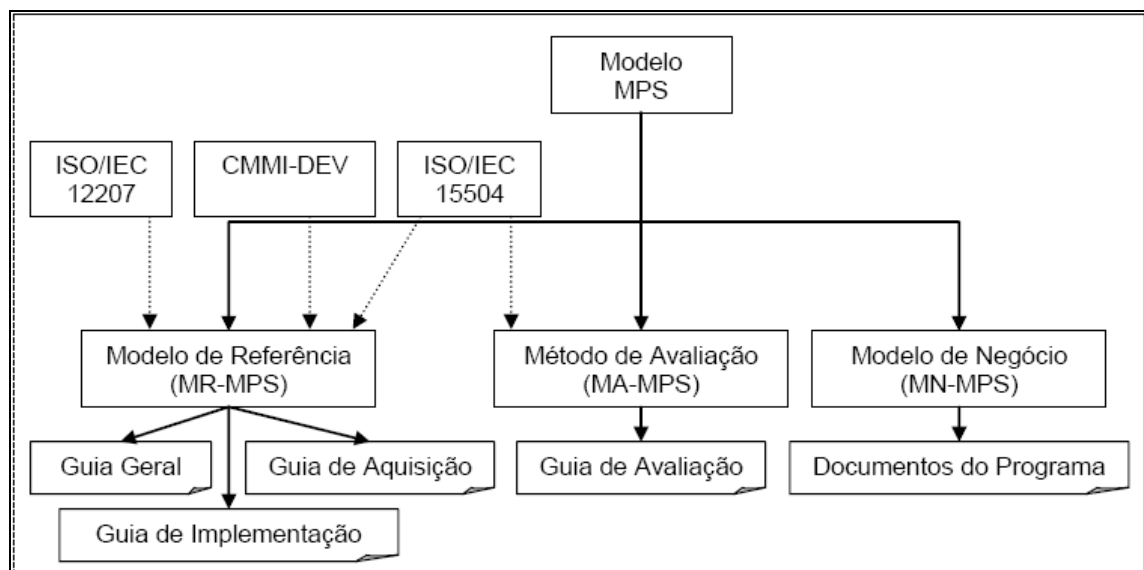 Modelo
MPS
ISO/IEC
12207
CMMI-DEV
ISO/IEC
15504
Modelo de Referência
(MR-MPS)
Método de Avaliação
(MA-MPS)
Modelo de Negócio
(MN-MPS)
Guia Geral
Guia de Aquisição
Guia de Avaliação
Documentos do Programa
Guia de Implementação